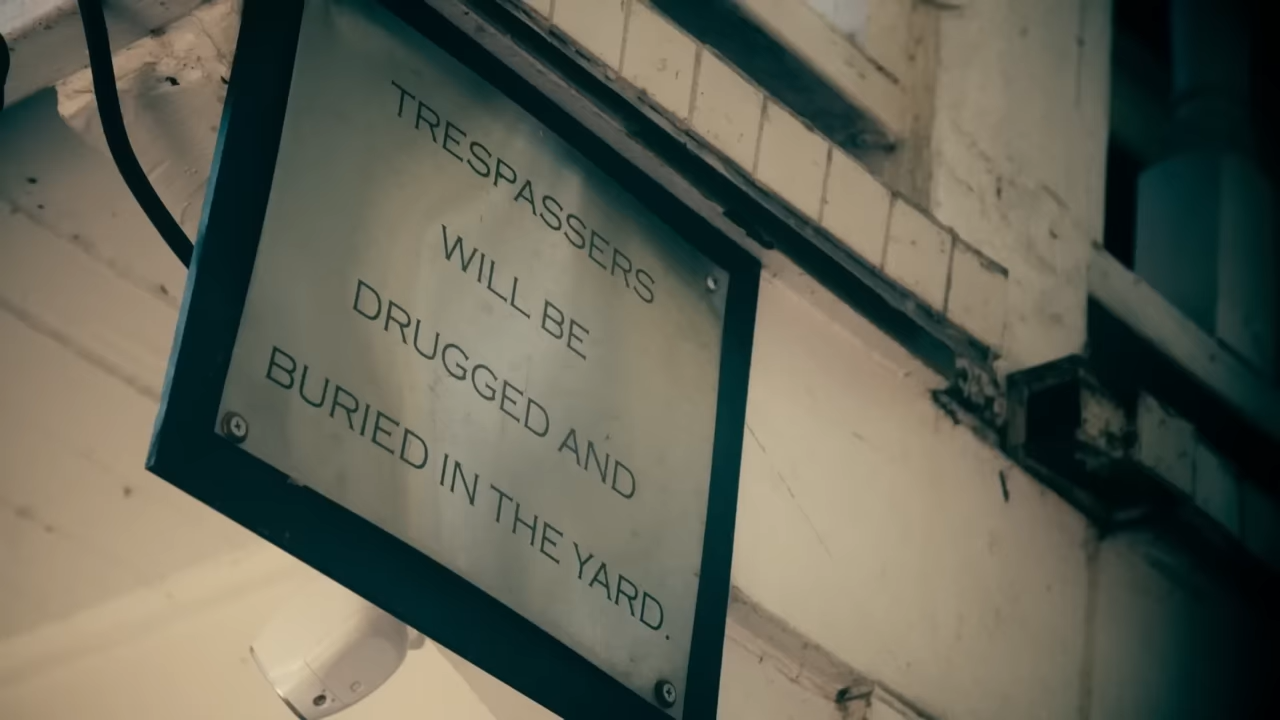 TRESPASSERS
WILL BE
DRUGGED AND
BURIED IN THE YARD.